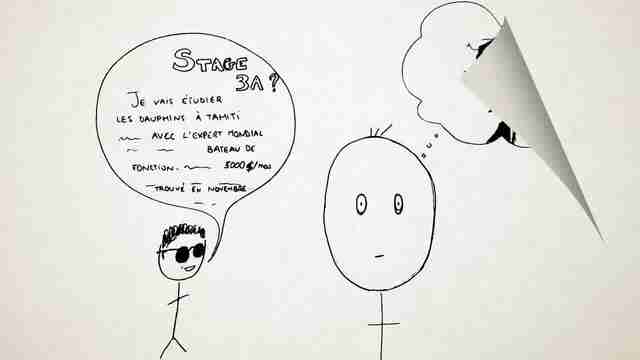 STAGE
3A ?
JE VAIS ÉTUDIER
LES DAUPHINS À TAHITI
AVEC L'EXPERT MONDIAL
BATEAU DE
FONCTION. 5000 $/mois
TROUVÉ EN NOVEMBRE